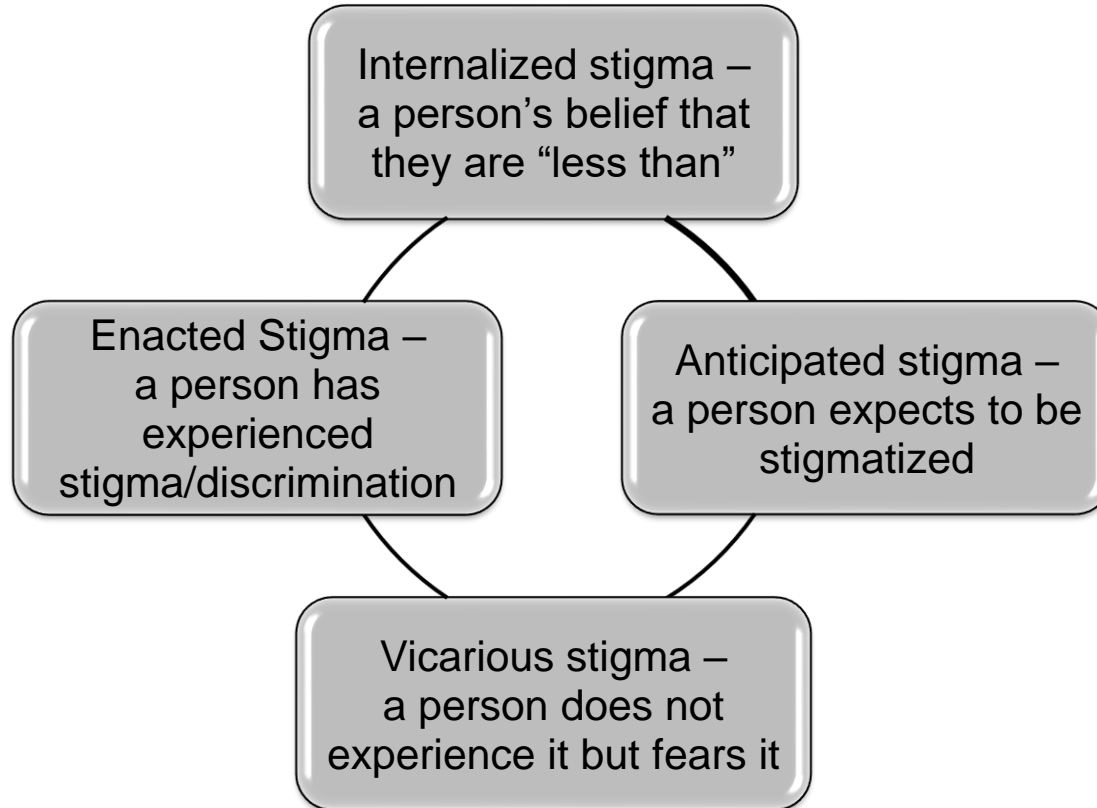 Internalized stigma –
a person’s belief that
they are “less than”
Enacted Stigma –
a person has
experienced
stigma/discrimination
Anticipated stigma –
a person expects to be
stigmatized
Vicarious stigma –
a person does not
experience it but fears it